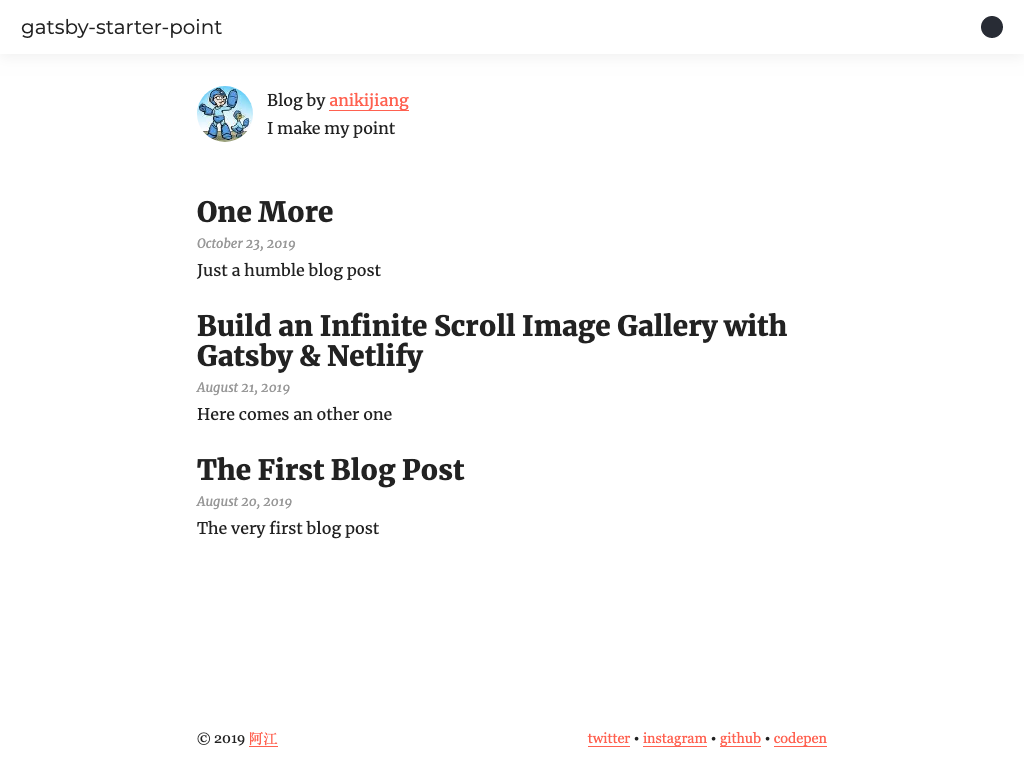 gatsby-starter-point
Blog by anikijiang
I make my point
One More
October 23, 2019
Just a humble blog post
Build an Infinite Scroll Image Gallery with
Gatsby & Netlify
August 21, 2019
Here comes an other one
The First Blog Post
August 20, 2019
The very first blog post
© 2019 阿江
twitter • instagram • github • codepen